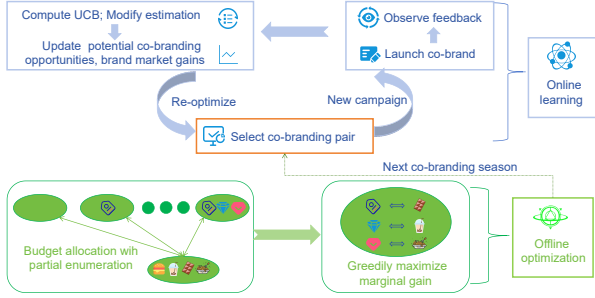 Compute UCB; Modify estimation
Update potential co-branding
opportunities, brand market gains
Observe feedback
Launch co-brand
Online
learning
Re-optimize
New campaign
Select co-branding pair
Next co-branding season
Budget allocation wih
partial enumeration
Greedily maximize
marginal gain
Offline
optimization